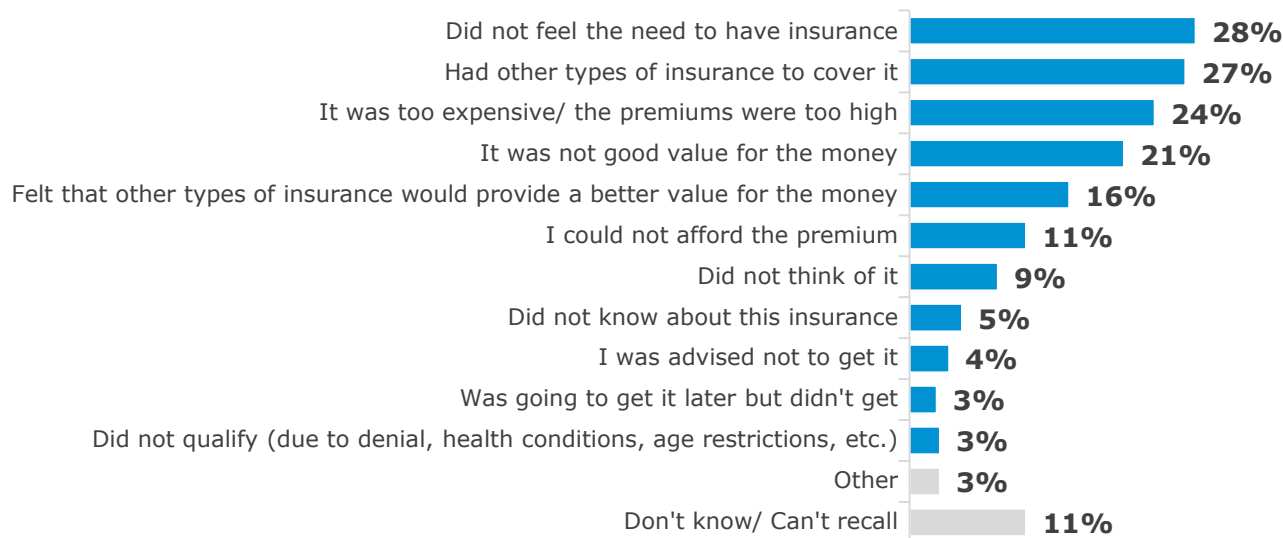 Did not feel the need to have insurance 28%
Had other types of insurance to cover it 27%
It was too expensive/ the premiums were too high 24%
It was not good value for the money 21%
Felt that other types of insurance would provide a better value for the money 16%
I could not afford the premium 11%
Did not think of it 9%
Did not know about this insurance 5%
I was advised not to get it 4%
Was going to get it later but didn't get 3%
Did not qualify (due to denial, health conditions, age restrictions, etc.) 3%
Other 3%
Don't know/ Can't recall 11%